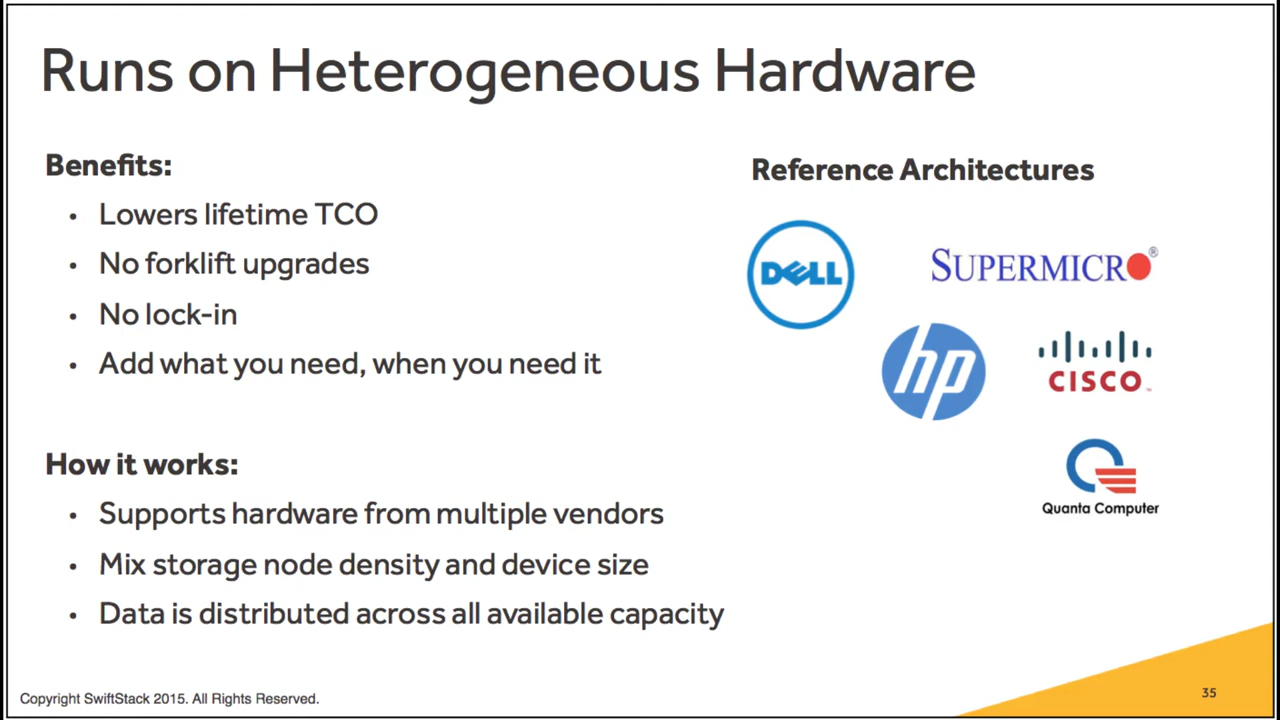 Runs on Heterogeneous Hardware
Benefits:
• Lowers lifetime TCO
• No forklift upgrades
• No lock-in
• Add what you need, when you need it
How it works:
• Supports hardware from multiple vendors
• Mix storage node density and device size
• Data is distributed across all available capacity
Reference Architectures
DELL
SUPERMICRO®
hp
CISCO™
Quanta Computer
Copyright SwiftStack 2015. All Rights Reserved.
35